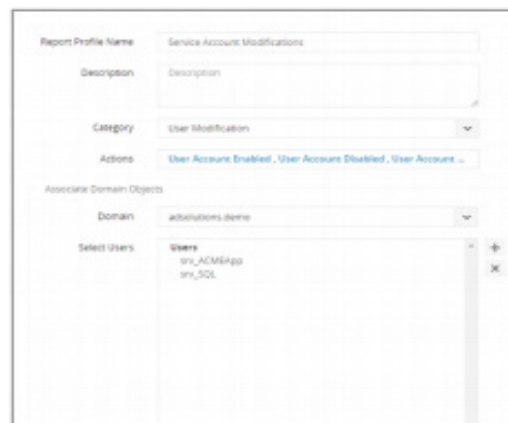 Report Profile Name Service Account Modifications
Description Description
Category User Modification
Actions User Account Enabled , User Account Disabled , User Account ...
Associate Domain Objects
Domain adsolutions.demo
Select Users Users
srv_ACMEApp
srv_SQL